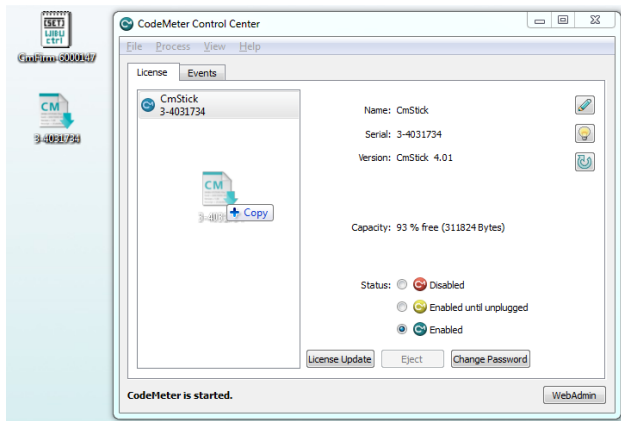 SET
WIBU
ctrl
CmFirm-6000147
CM
3-4031734
CodeMeter Control Center
File Process View Help
License Events
CmStick
3-4031734
CM
Copy
Name: CmStick
Serial: 3-4031734
Version: CmStick 4.01
Capacity: 93 % free (311824 Bytes)
Status: Disabled
Enabled until unplugged
Enabled
License Update Eject Change Password
CodeMeter is started.
WebAdmin